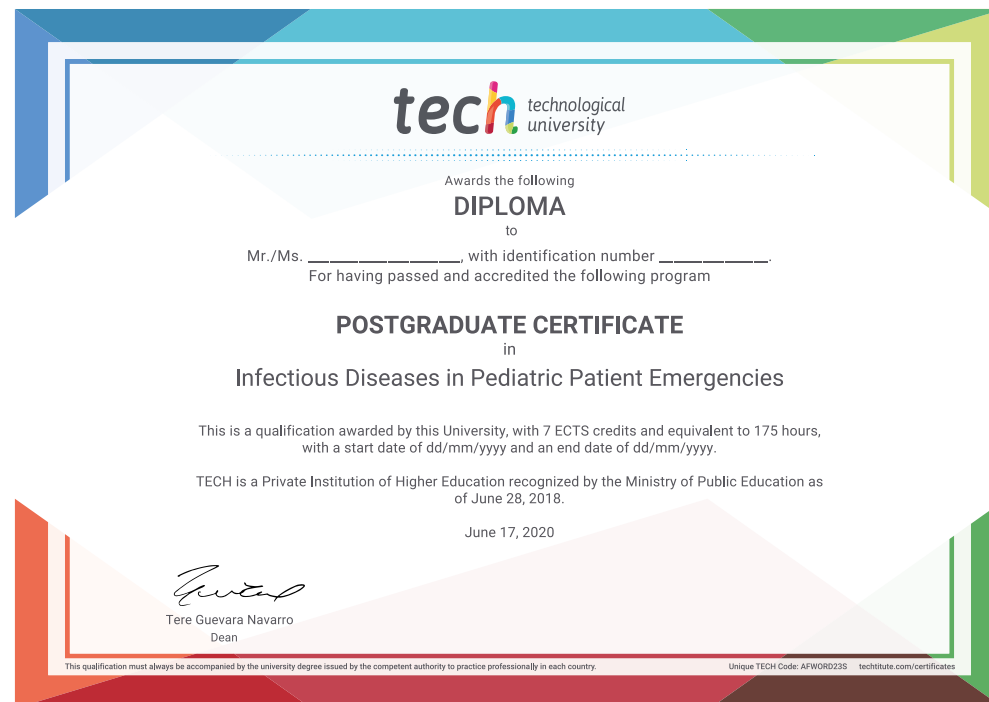 tech technological
university
Awards the following
DIPLOMA
to
Mr./Ms. ____________________, with identification number ______________.
For having passed and accredited the following program
POSTGRADUATE CERTIFICATE
in
Infectious Diseases in Pediatric Patient Emergencies
This is a qualification awarded by this University, with 7 ECTS credits and equivalent to 175 hours,
with a start date of dd/mm/yyyy and an end date of dd/mm/yyyy.
TECH is a Private Institution of Higher Education recognized by the Ministry of Public Education as
of June 28, 2018.
June 17, 2020
Tere Guevara Navarro
Dean
This qualification must always be accompanied by the university degree issued by the competent authority to practice professionally in each country.
Unique TECH Code: AFWORD23S techtitute.com/certificates